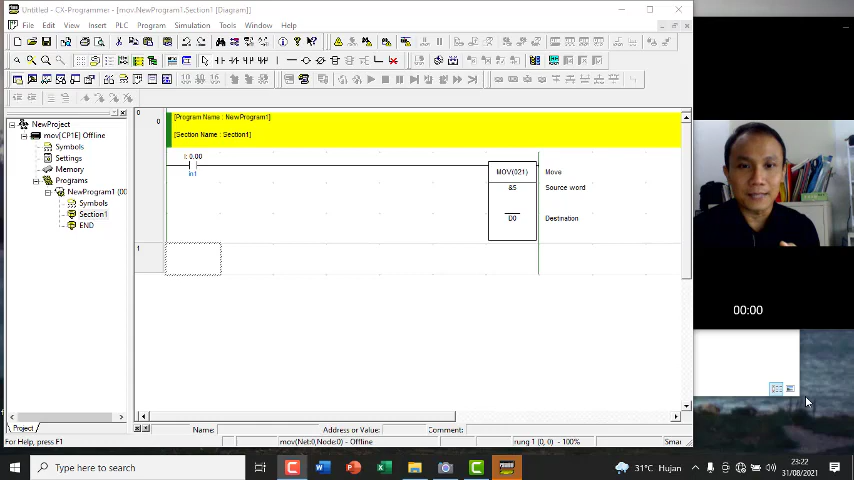 Untitled - CX-Programmer - [mov.NewProgram1.Section1 [Diagram]]
File Edit View Insert PLC Program Simulation Tools Window Help
NewProject
mov[CP1E] Offline
Symbols
Settings
Memory
Programs
NewProgram1 (00
Symbols
Section1
END
Project
0
0
[Program Name : NewProgram1]
[Section Name : Section1]
I: 0.00
in1
MOV(021)
Move
&5
Source word
D0
Destination
1
Name:
Address or Value:
Comment:
For Help, press F1
mov(Net:0,Node:0) - Offline
rung 1 (0, 0) - 100%
Smar
00:00
Type here to search
31°C Hujan
23:22
31/08/2021